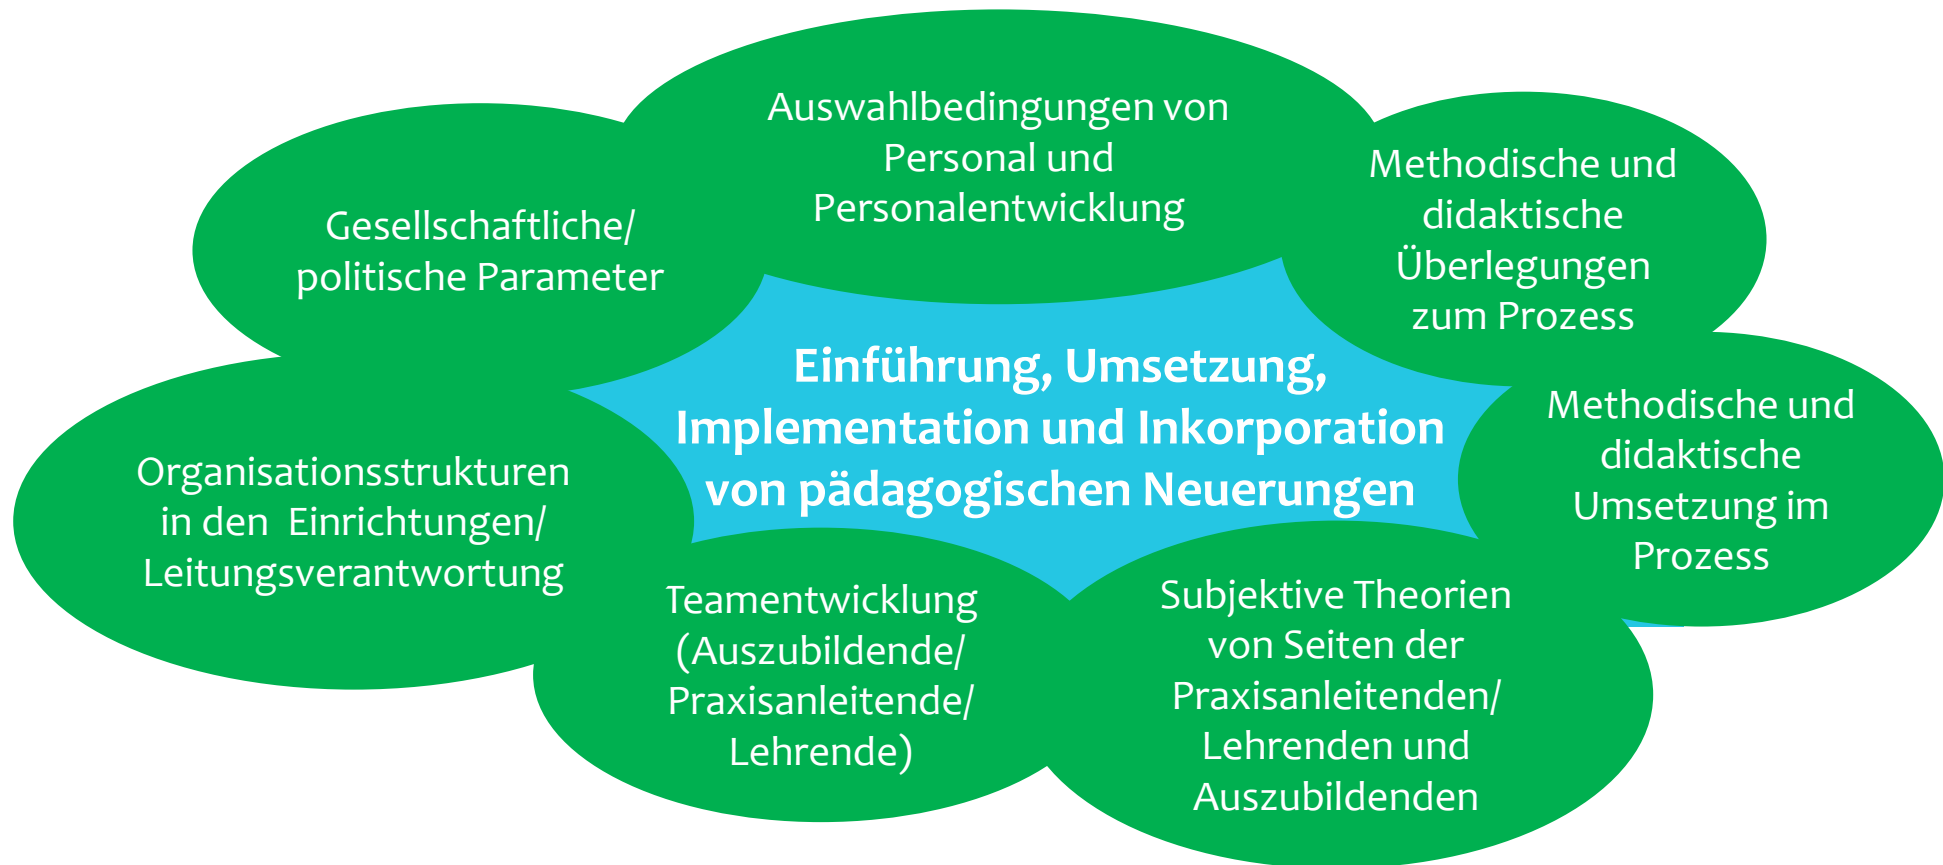 Auswahlbedingungen von
Personal und
Personalentwicklung
Gesellschaftliche/
politische Parameter
Methodische und
didaktische
Überlegungen
zum Prozess
Einführung, Umsetzung,
Implementation und Inkorporation
von pädagogischen Neuerungen
Methodische und
didaktische
Umsetzung im
Prozess
Organisationsstrukturen
in den Einrichtungen/
Leitungsverantwortung
Teamentwicklung
(Auszubildende/
Praxisanleitende/
Lehrende)
Subjektive Theorien
von Seiten der
Praxisanleitenden/
Lehrenden und
Auszubildenden